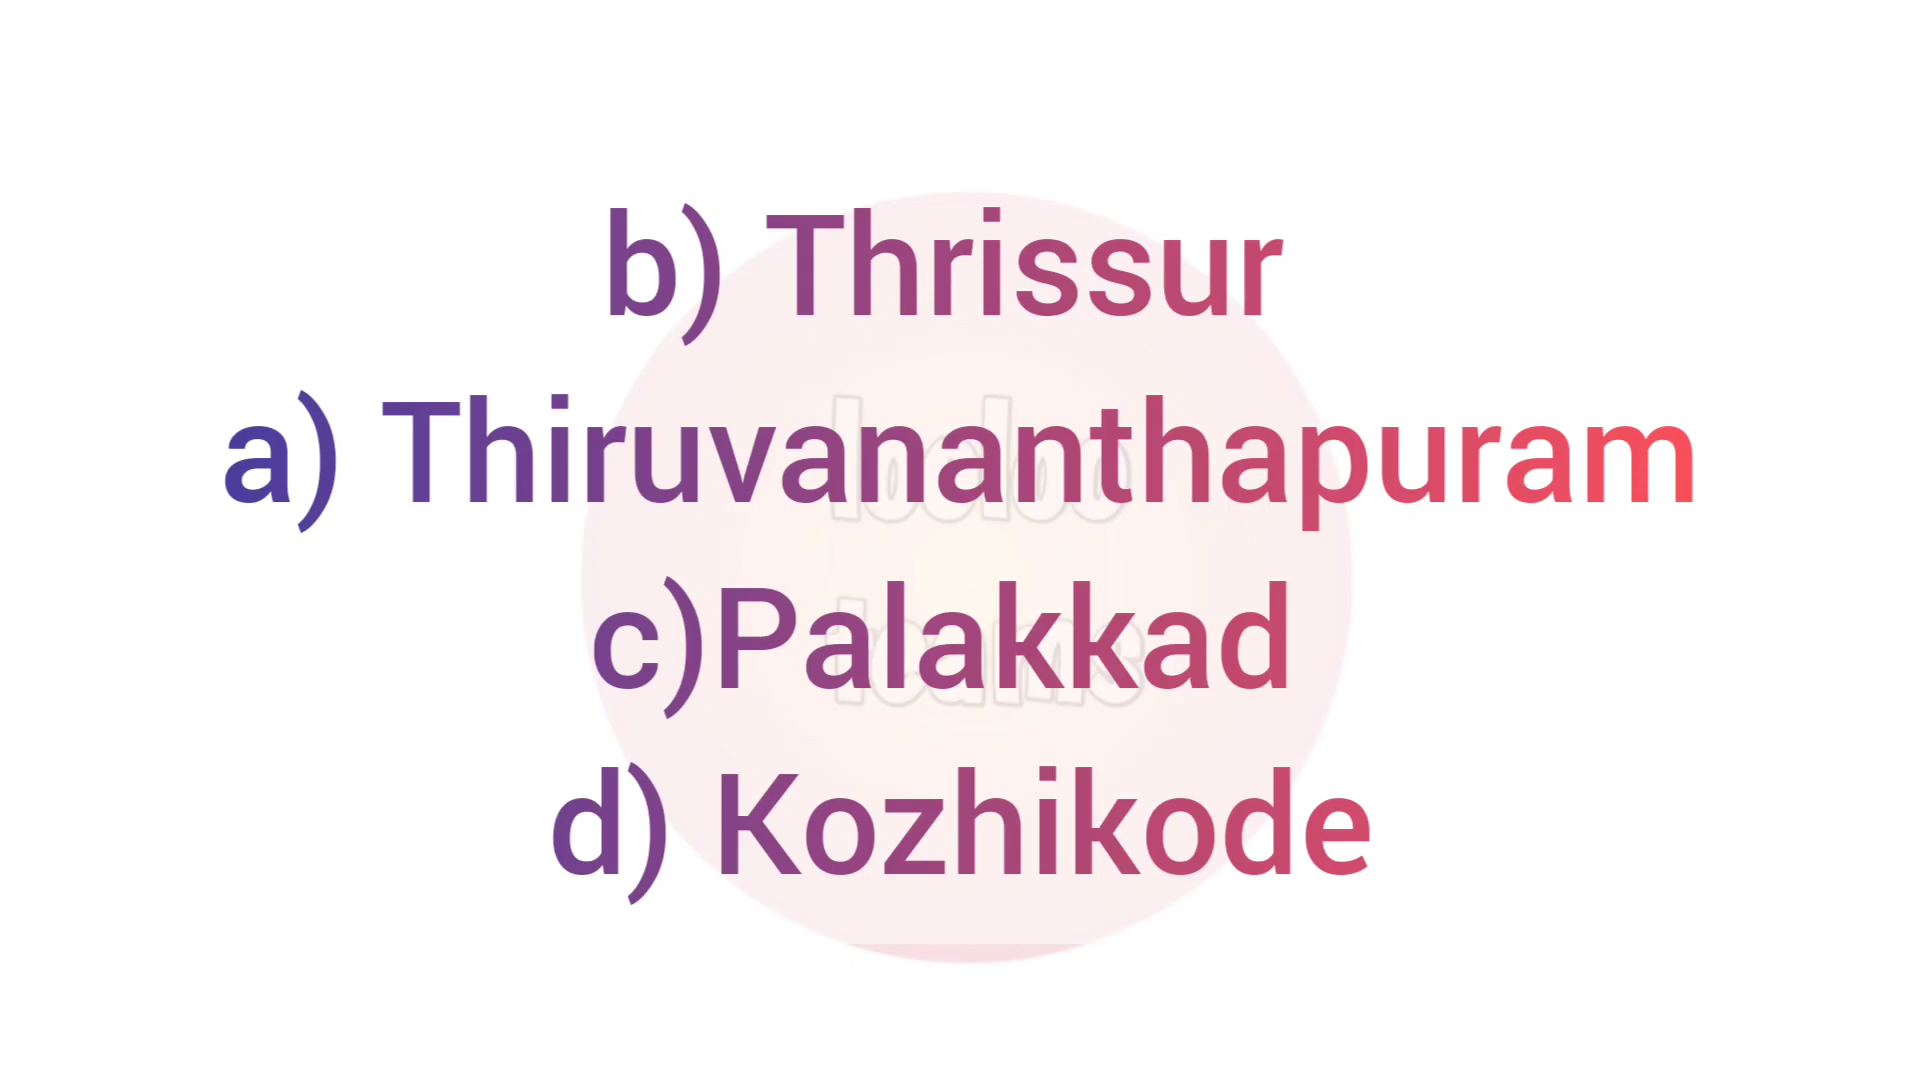 b) Thrissur
a) Thiruvananthapuram
c)Palakkad
d) Kozhikode